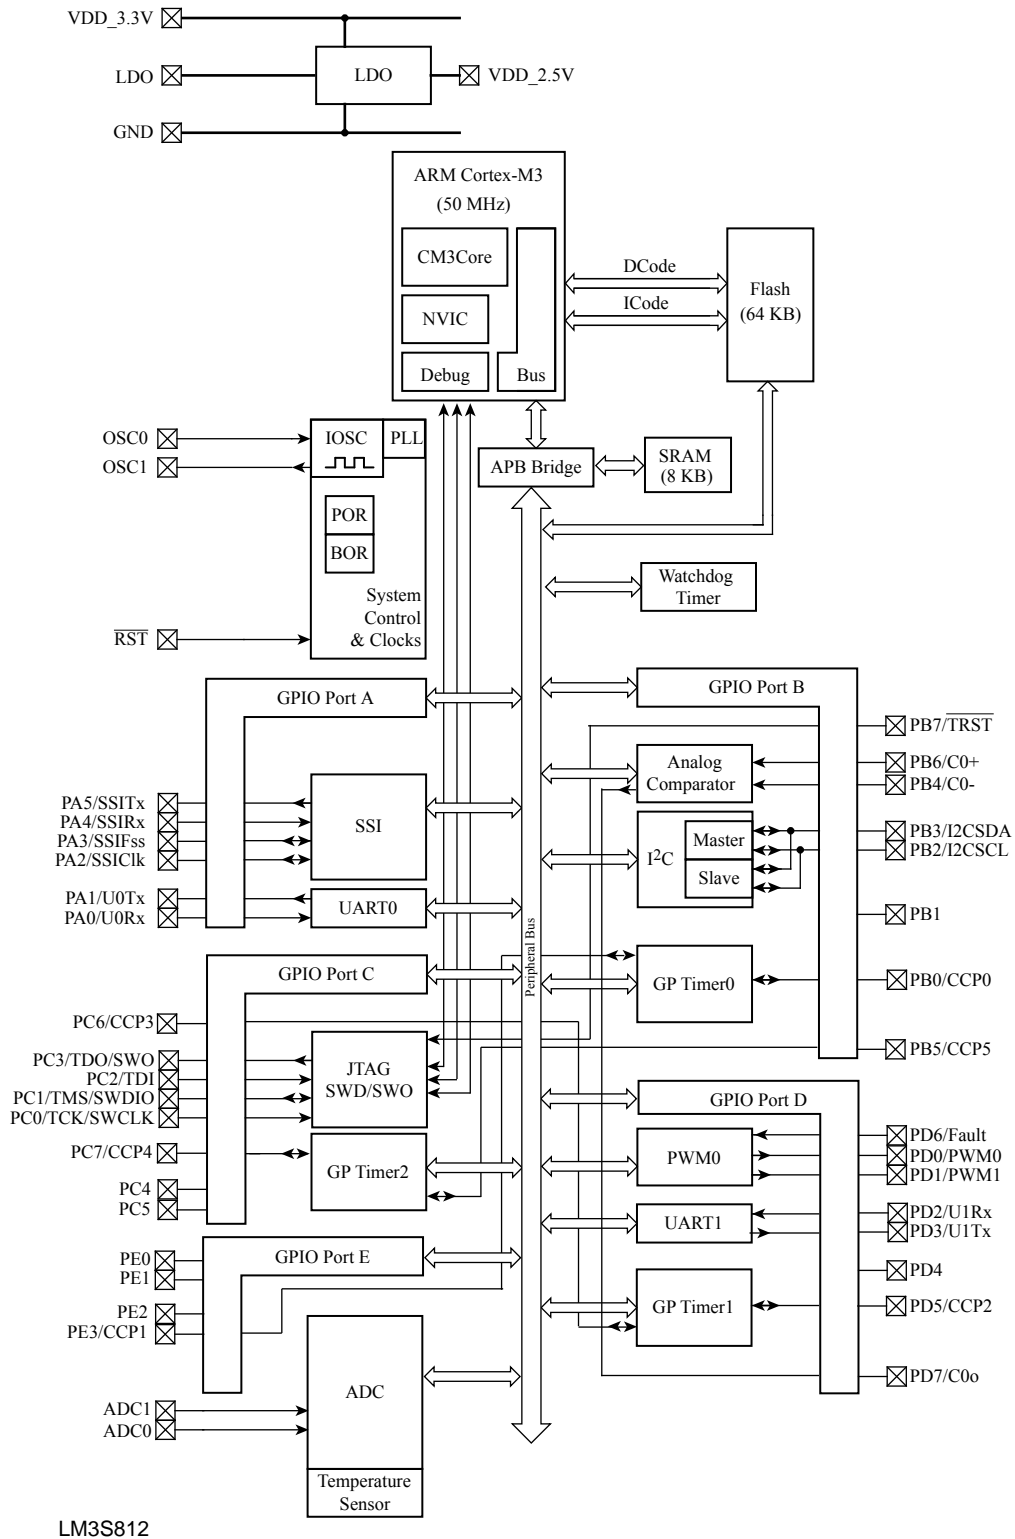 VDD_3.3V
LDO
LDO
VDD_2.5V
GND
ARM Cortex-M3
(50 MHz)
CM3Core
NVIC
Debug
Bus
DCode
ICode
Flash
(64 KB)
OSC0
OSC1
IOSC
PLL
POR
BOR
System
Control
& Clocks
RST
APB Bridge
SRAM
(8 KB)
Watchdog
Timer
GPIO Port A
PA5/SSITx
PA4/SSIRx
PA3/SSIFss
PA2/SSIClk
SSI
PA1/U0Tx
PA0/U0Rx
UART0
GPIO Port B
PB7/TRST
Analog
Comparator
PB6/C0+
PB4/C0-
I2C
Master
Slave
PB3/I2CSDA
PB2/I2CSCL
PB1
Peripheral Bus
GP Timer0
PB0/CCP0
PB5/CCP5
GPIO Port C
PC6/CCP3
PC3/TDO/SWO
PC2/TDI
PC1/TMS/SWDIO
PC0/TCK/SWCLK
JTAG
SWD/SWO
PC7/CCP4
GP Timer2
PC4
PC5
GPIO Port D
PWM0
PD6/Fault
PD0/PWM0
PD1/PWM1
UART1
PD2/U1Rx
PD3/U1Tx
PD4
GP Timer1
PD5/CCP2
PD7/C0o
GPIO Port E
PE0
PE1
PE2
PE3/CCP1
ADC
ADC1
ADC0
Temperature
Sensor
LM3S812